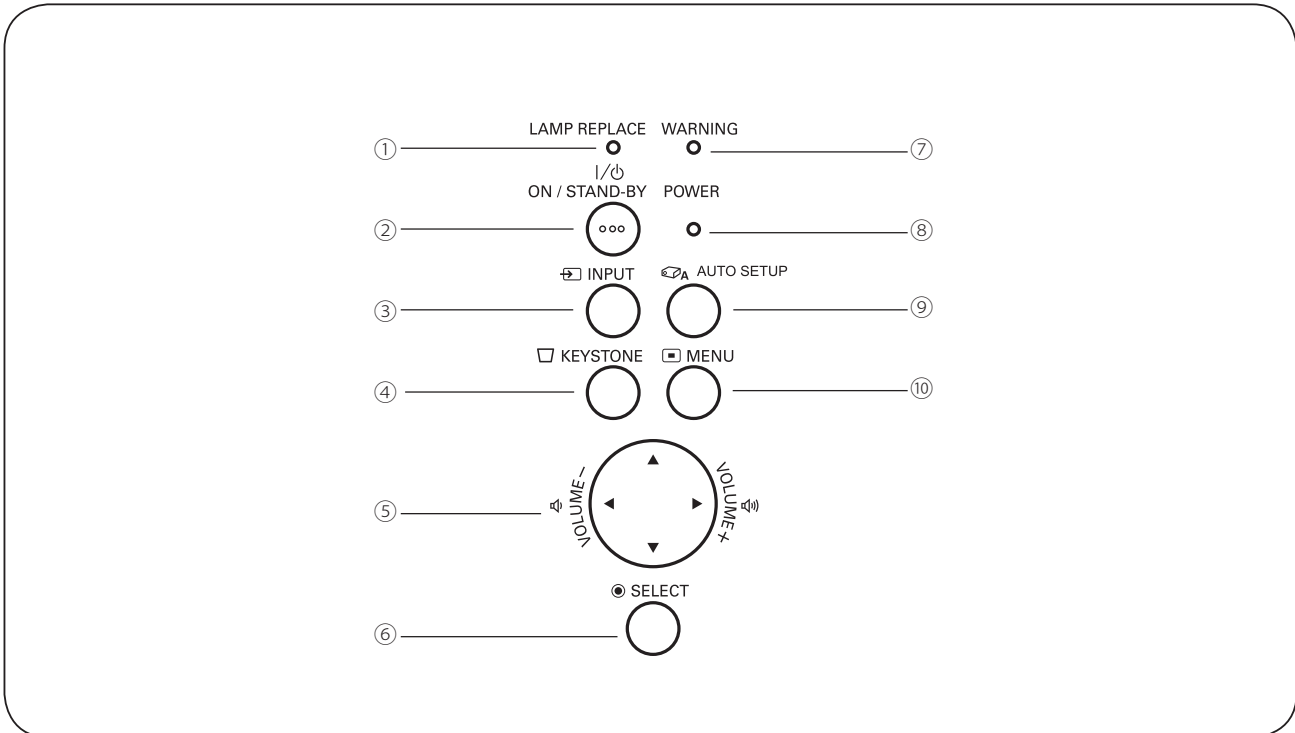 LAMP REPLACE WARNING
① ⑦
I/⏻
ON / STAND-BY POWER
② ⑧
INPUT A AUTO SETUP
③ ⑨
KEYSTONE MENU
④ ⑩
VOLUME − VOLUME +
⑤
SELECT
⑥